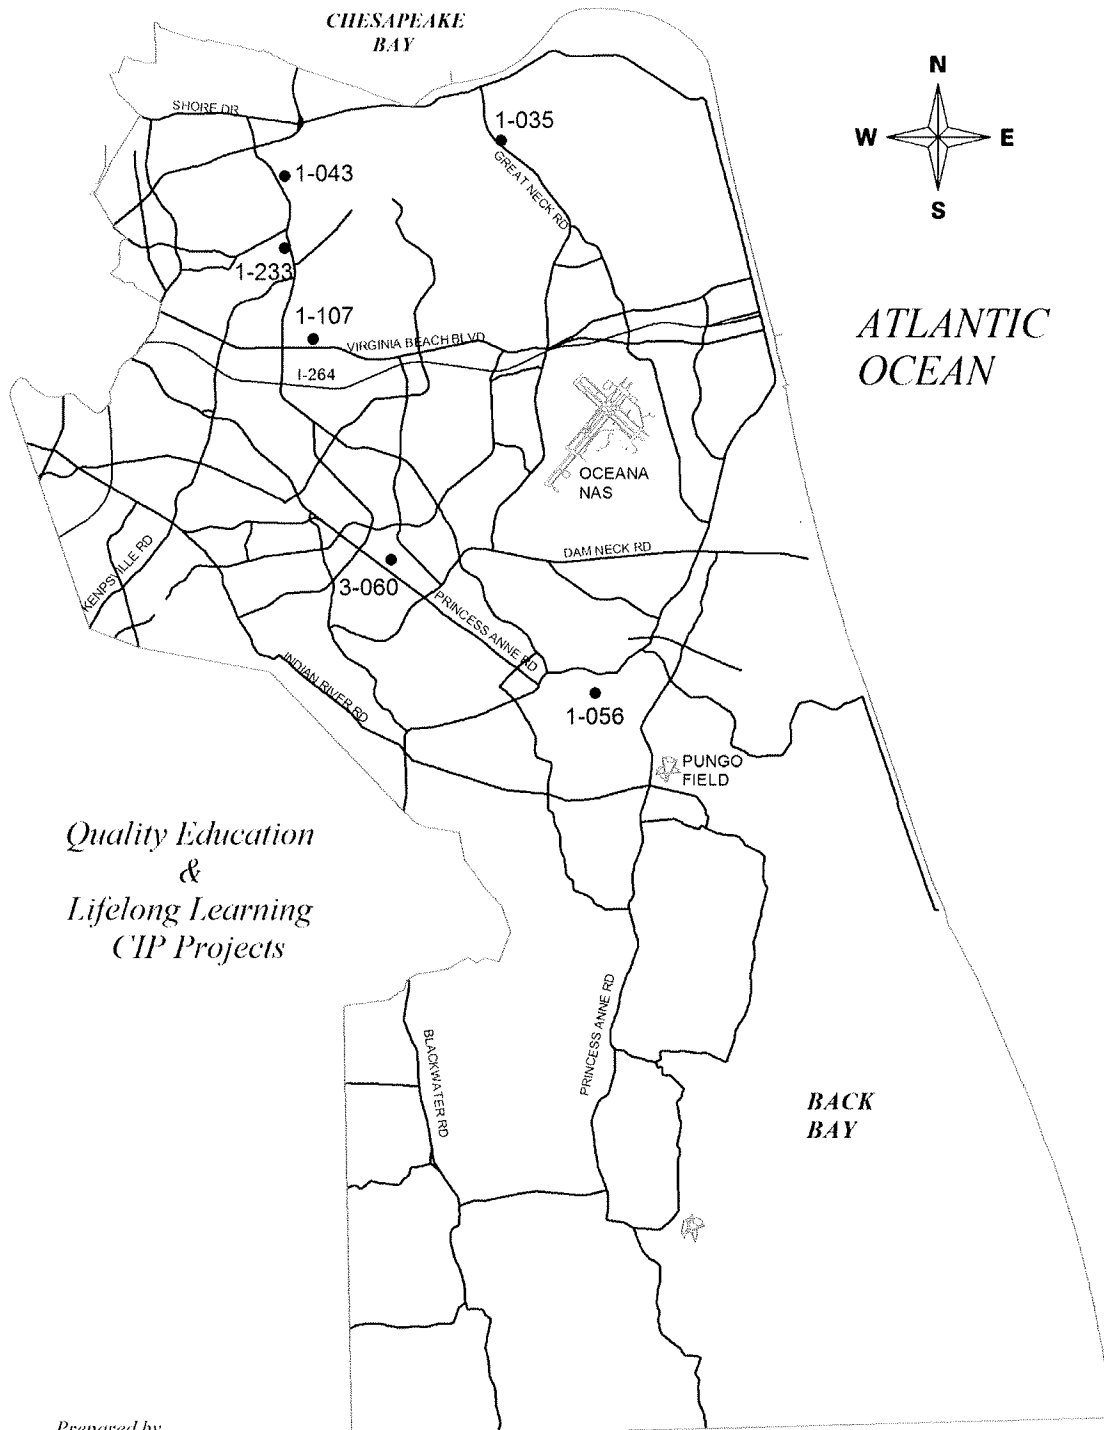 CHESAPEAKE
BAY
N
W
E
S
SHORE DR
1-035
GREAT NECK RD
1-043
1-233
1-107
VIRGINIA BEACH BLVD
I-264
ATLANTIC
OCEAN
OCEANA
NAS
KENPSVILLE RD
DAM NECK RD
3-060
PRINCESS ANNE RD
INDIAN RIVER RD
1-056
PUNGO
FIELD
Quality Education
&
Lifelong Learning
CIP Projects
PRINCESS ANNE RD
BLACKWATER RD
BACK
BAY
Prepared by